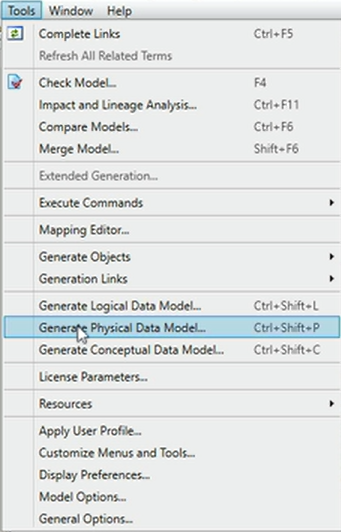 Tools Window Help
Complete Links Ctrl+F5
Refresh All Related Terms
Check Model... F4
Impact and Lineage Analysis... Ctrl+F11
Compare Models... Ctrl+F6
Merge Model... Shift+F6
Extended Generation...
Execute Commands
Mapping Editor...
Generate Objects
Generation Links
Generate Logical Data Model... Ctrl+Shift+L
Generate Physical Data Model... Ctrl+Shift+P
Generate Conceptual Data Model... Ctrl+Shift+C
License Parameters...
Resources
Apply User Profile...
Customize Menus and Tools...
Display Preferences...
Model Options...
General Options...